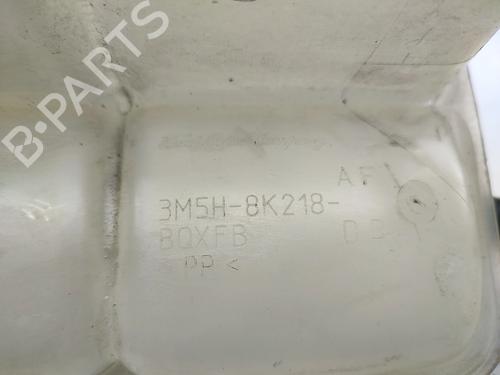 B-PARTS
3M5H-8K218- AF
BQXFB DB
PP<